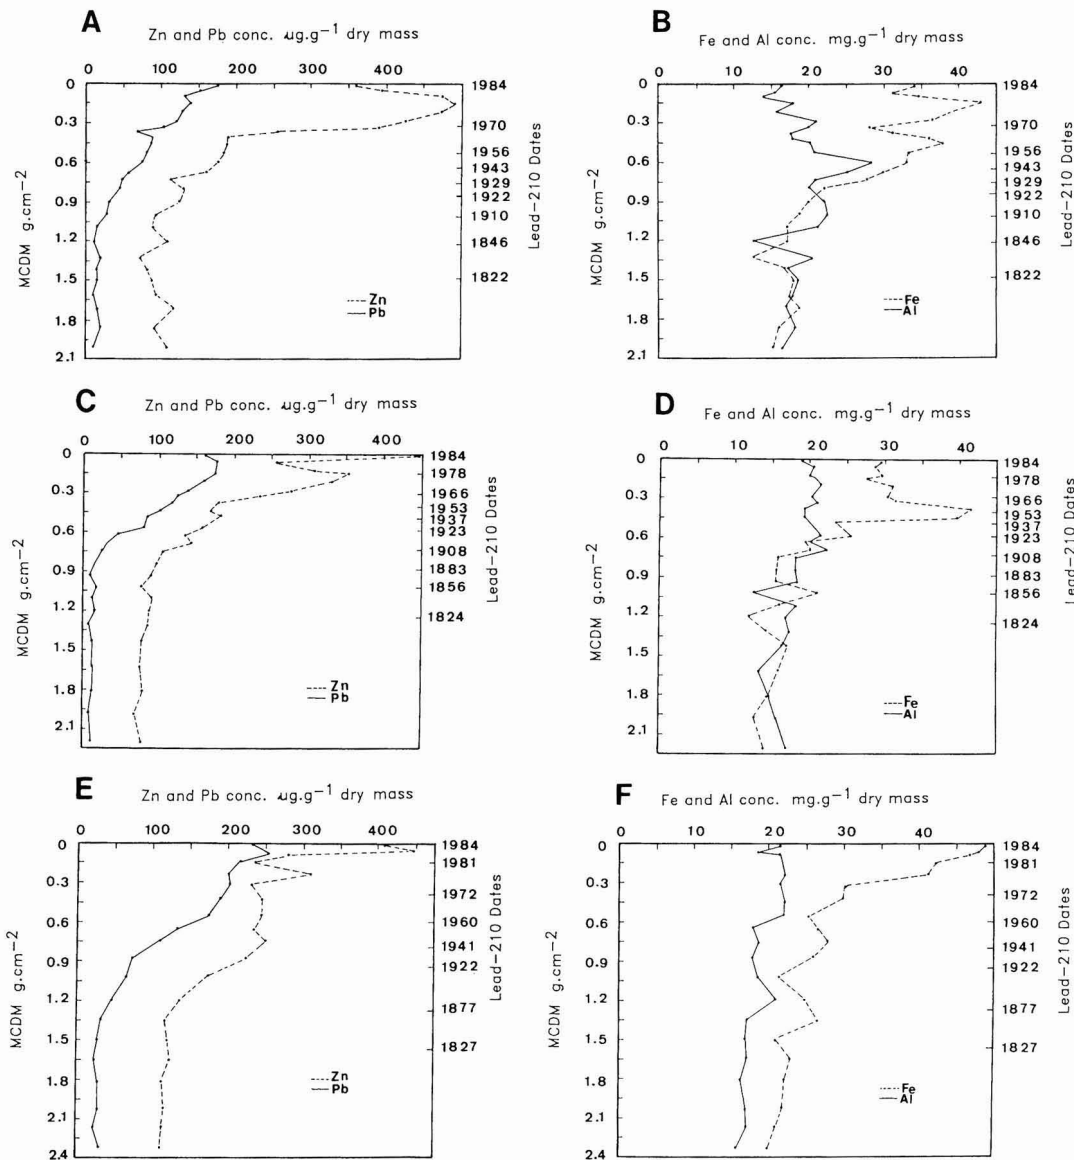 A
Zn and Pb conc. µg.g−1 dry mass
0 100 200 300 400
0
0.3
0.6
0.9
1.2
1.5
1.8
2.1
MCDM g.cm−2
1984
1970
1956
1943
1929
1922
1910
1846
1822
Lead−210 Dates
Zn
Pb
B
Fe and Al conc. mg.g−1 dry mass
0 10 20 30 40
0
0.3
0.6
0.9
1.2
1.5
1.8
2.1
MCDM g.cm−2
1984
1970
1956
1943
1929
1922
1910
1846
1822
Lead−210 Dates
Fe
Al
C
Zn and Pb conc. µg.g−1 dry mass
0 100 200 300 400
0
0.3
0.6
0.9
1.2
1.5
1.8
2.1
MCDM g.cm−2
1984
1978
1966
1953
1937
1923
1908
1883
1856
1824
Lead−210 Dates
Zn
Pb
D
Fe and Al conc. mg.g−1 dry mass
0 10 20 30 40
0
0.3
0.6
0.9
1.2
1.5
1.8
2.1
MCDM g.cm−2
1984
1978
1966
1953
1937
1923
1908
1883
1856
1824
Lead−210 Dates
Fe
Al
E
Zn and Pb conc. µg.g−1 dry mass
0 100 200 300 400
0
0.3
0.6
0.9
1.2
1.5
1.8
2.1
2.4
MCDM g.cm−2
1984
1981
1972
1960
1941
1922
1877
1827
Lead−210 Dates
Zn
Pb
F
Fe and Al conc. mg.g−1 dry mass
0 10 20 30 40
0
0.3
0.6
0.9
1.2
1.5
1.8
2.1
2.4
MCDM g.cm−2
1984
1981
1972
1960
1941
1922
1877
1827
Lead−210 Dates
Fe
Al